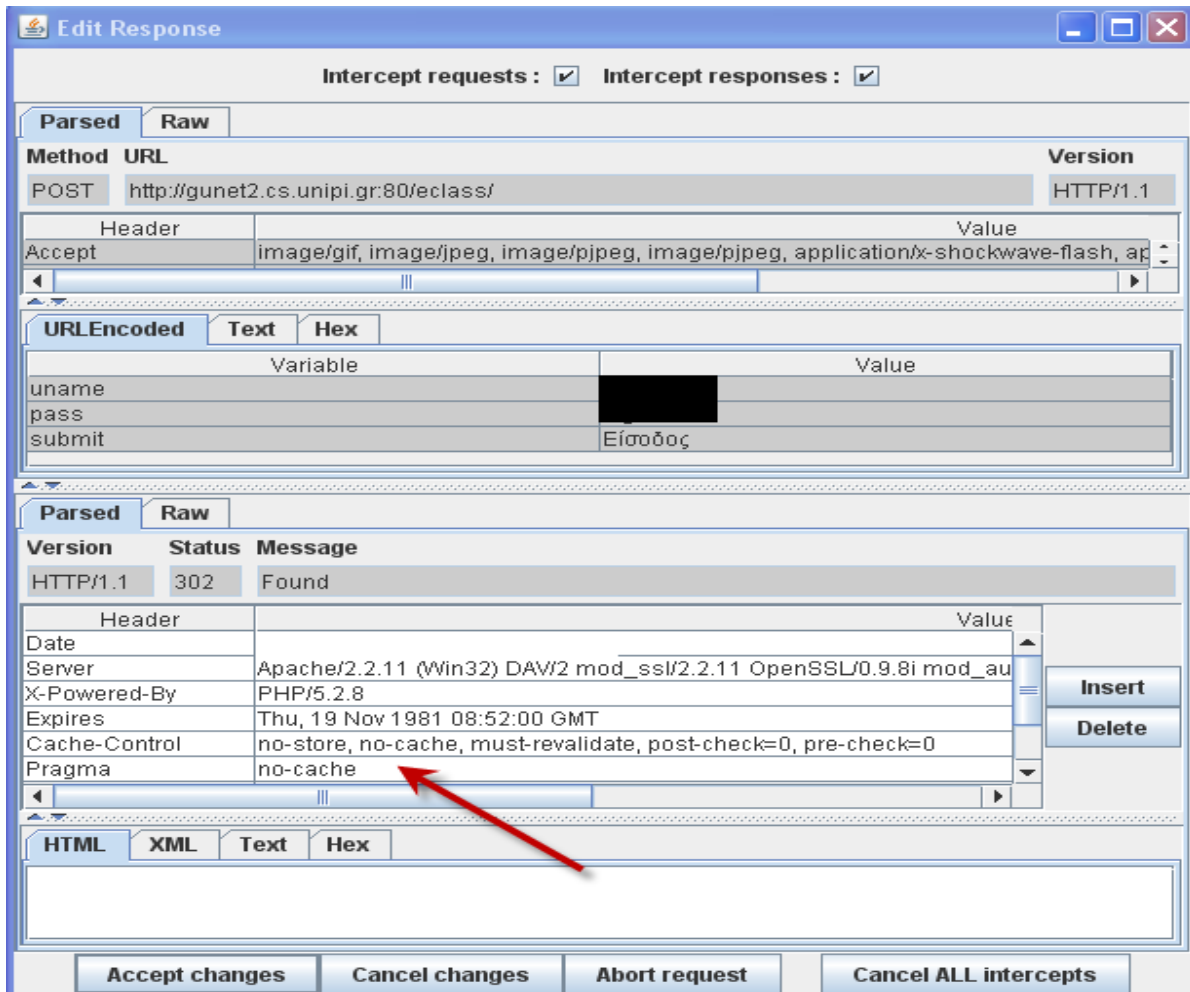 Edit Response
Intercept requests : Intercept responses :
Parsed Raw
Method URL Version
POST http://gunet2.cs.unipi.gr:80/eclass/ HTTP/1.1
Header Value
Accept image/gif, image/jpeg, image/pjpeg, image/pjpeg, application/x-shockwave-flash, ap
URLEncoded Text Hex
Variable Value
uname
pass
submit Είσοδος
Parsed Raw
Version Status Message
HTTP/1.1 302 Found
Header Value
Date
Server Apache/2.2.11 (Win32) DAV/2 mod_ssl/2.2.11 OpenSSL/0.9.8i mod_au
X-Powered-By PHP/5.2.8
Expires Thu, 19 Nov 1981 08:52:00 GMT
Cache-Control no-store, no-cache, must-revalidate, post-check=0, pre-check=0
Pragma no-cache
Insert
Delete
HTML XML Text Hex
Accept changes Cancel changes Abort request Cancel ALL intercepts